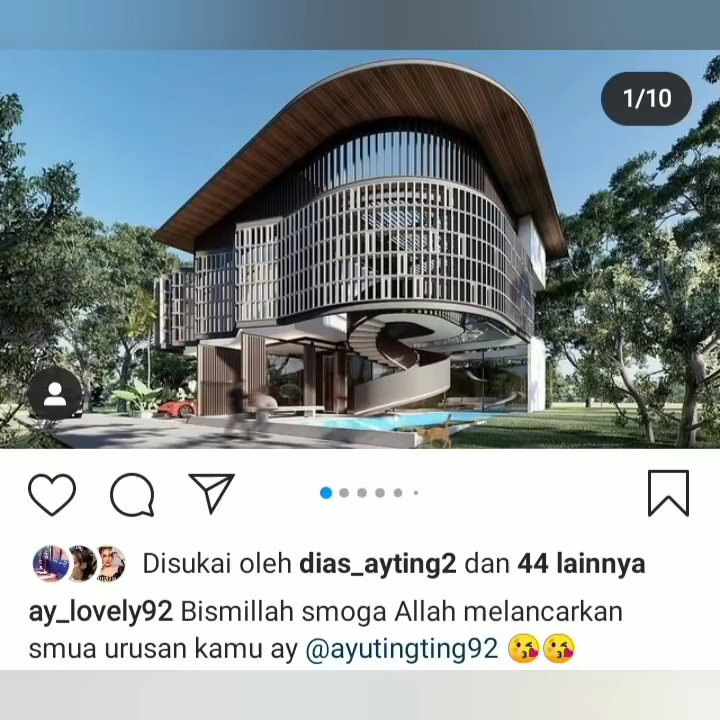 1/10
Disukai oleh dias_ayting2 dan 44 lainnya
ay_lovely92 Bismillah smoga Allah melancarkan
smua urusan kamu ay @ayutingting92 😘😘